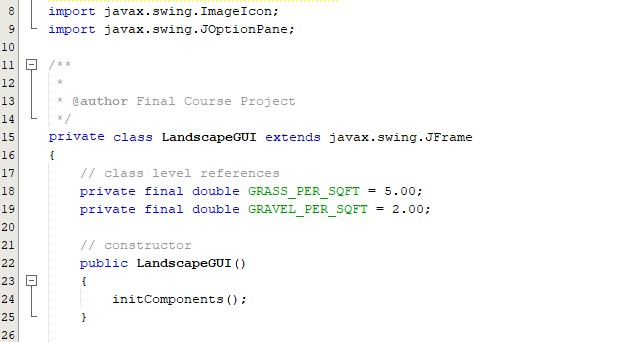 8 import javax.swing.ImageIcon;
9 import javax.swing.JOptionPane;
10
11 /**
12 *
13 * @author Final Course Project
14 */
15 private class LandscapeGUI extends javax.swing.JFrame
16 {
17 // class level references
18 private final double GRASS_PER_SQFT = 5.00;
19 private final double GRAVEL_PER_SQFT = 2.00;
20
21 // constructor
22 public LandscapeGUI()
23 {
24 initComponents();
25 }
26